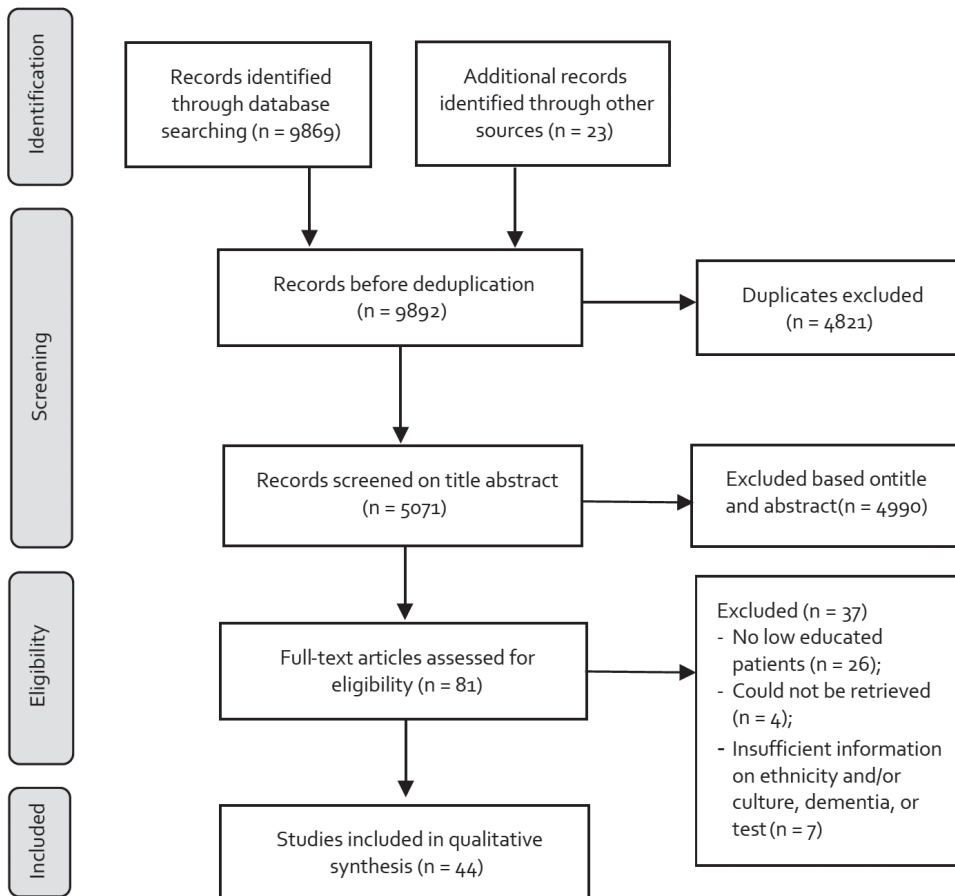 Identification
Records identified
through database
searching (n = 9869)
Additional records
identified through other
sources (n = 23)
Screening
Records before deduplication
(n = 9892)
Duplicates excluded
(n = 4821)
Records screened on title abstract
(n = 5071)
Excluded based ontitle
and abstract(n = 4990)
Eligibility
Full-text articles assessed for
eligibility (n = 81)
Excluded (n = 37)
- No low educated
patients (n = 26);
- Could not be retrieved
(n = 4);
- Insufficient information
on ethnicity and/or
culture, dementia, or
test (n = 7)
Included
Studies included in qualitative
synthesis (n = 44)